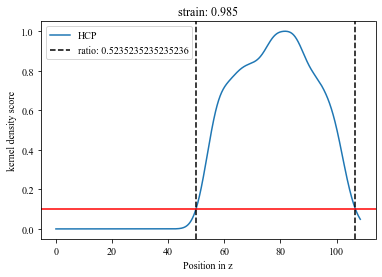 strain: 0.985
HCP
ratio: 0.5235235235235236
kernel density score
1.0
0.8
0.6
0.4
0.2
0.0
0 20 40 60 80 100
Position in z